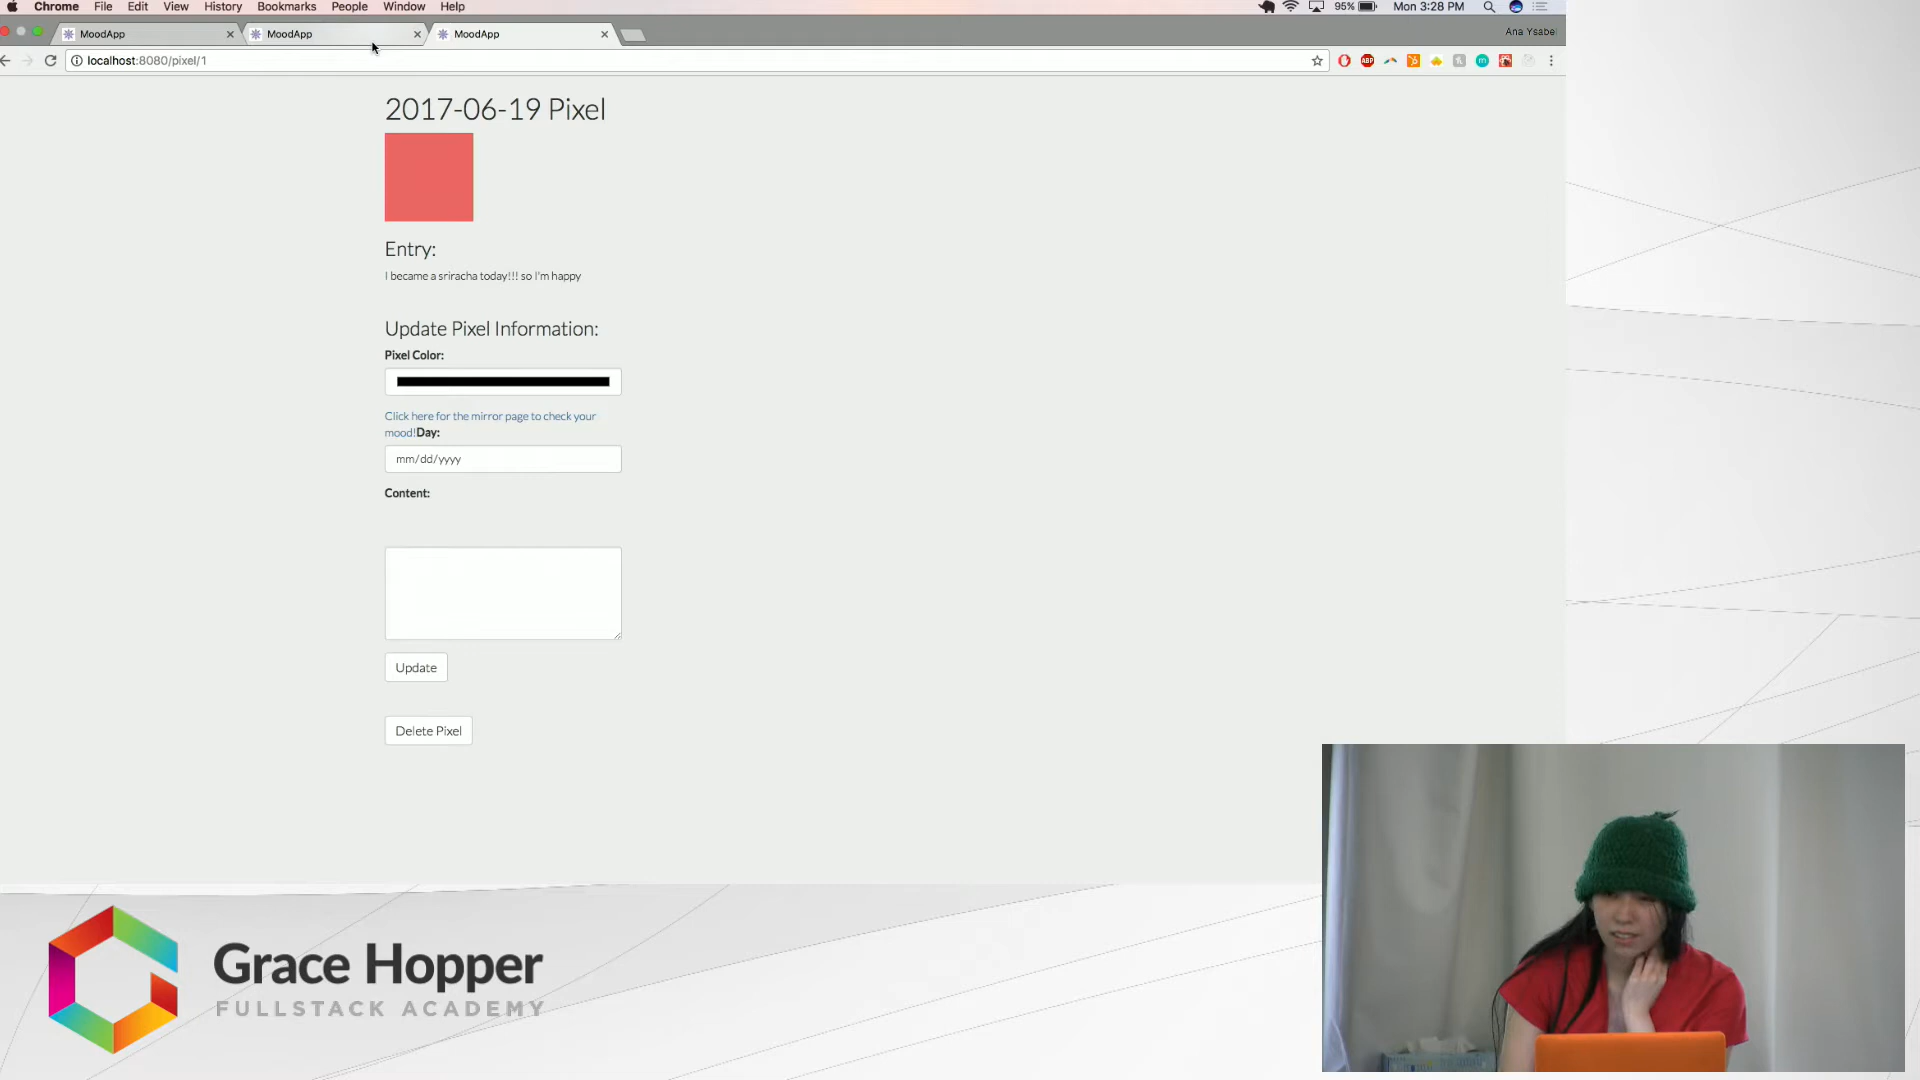 Chrome File Edit View History Bookmarks People Window Help 95% Mon 3:28 PM
MoodApp MoodApp MoodApp Ana Ysabel
localhost:8080/pixel/1 ABP
2017-06-19 Pixel
Entry:
I became a sriracha today!!! so I'm happy
Update Pixel Information:
Pixel Color:
Click here for the mirror page to check your
mood!Day:
mm/dd/yyyy
Content:
Update
Delete Pixel
Grace Hopper
FULLSTACK ACADEMY